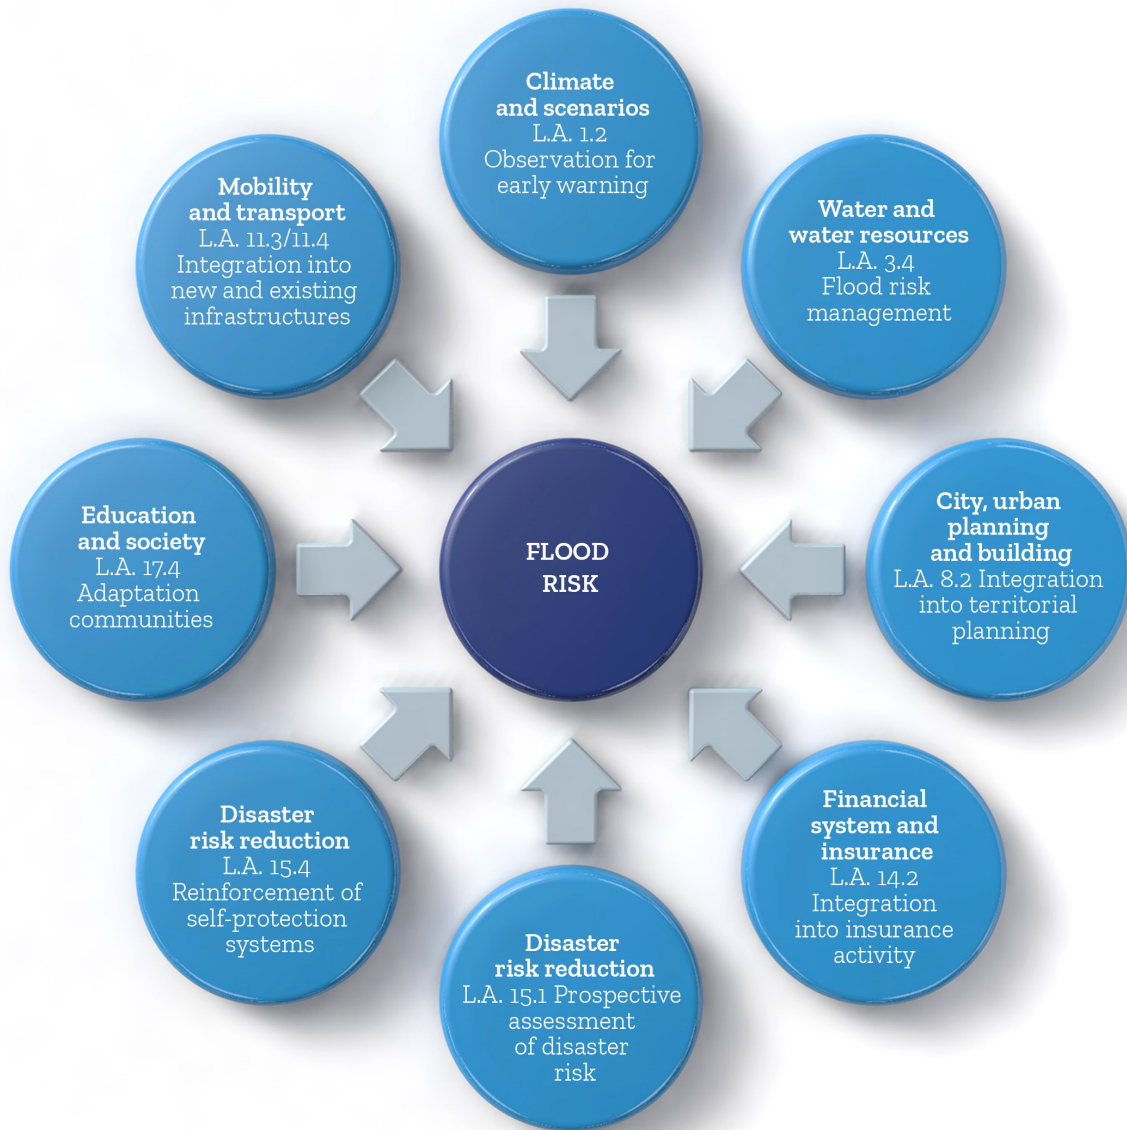 Climate
and scenarios
L.A. 1.2
Observation for
early warning
Water and
water resources
L.A. 3.4
Flood risk
management
City, urban
planning
and building
L.A. 8.2 Integration
into territorial
planning
Financial
system and
insurance
L.A. 14.2
Integration
into insurance
activity
Disaster
risk reduction
L.A. 15.1 Prospective
assessment
of disaster
risk
Disaster
risk reduction
L.A. 15.4
Reinforcement of
self-protection
systems
Education
and society
L.A. 17.4
Adaptation
communities
Mobility
and transport
L.A. 11.3/11.4
Integration into
new and existing
infrastructures
FLOOD
RISK